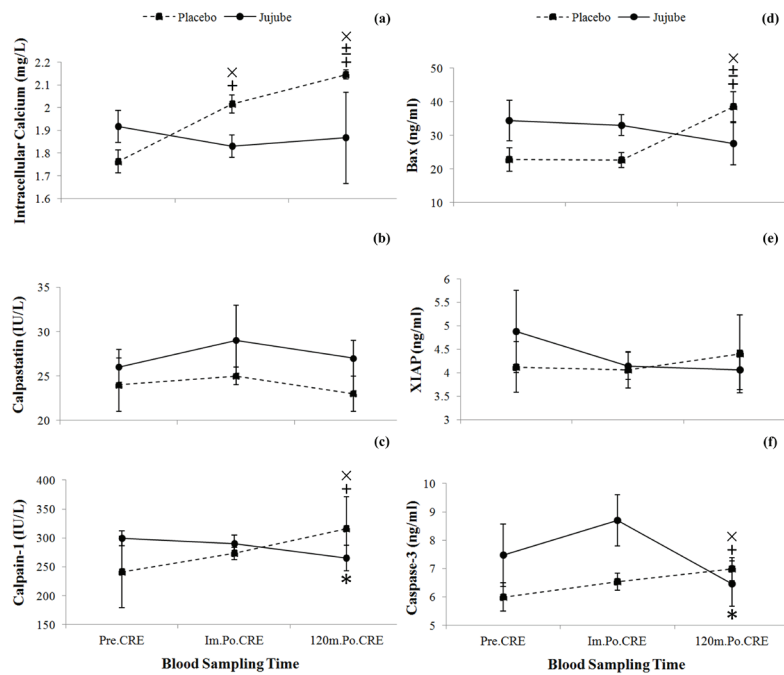 Placebo Jujube
(a)
Intracellular Calcium (mg/L)
2.2
2.1
2
1.9
1.8
1.7
1.6
×
+
×
+
+
(b)
Calpastatin (IU/L)
35
30
25
20
(c)
Calpain-1 (IU/L)
400
350
300
250
200
150
×
+
*
Pre.CRE Im.Po.CRE 120m.Po.CRE
Blood Sampling Time
Placebo Jujube
(d)
Bax (ng/ml)
50
40
30
20
10
×
+
+
(e)
XIAP (ng/ml)
6
5.5
5
4.5
4
3.5
3
(f)
Caspase-3 (ng/ml)
10
9
8
7
6
5
×
+
*
Pre.CRE Im.Po.CRE 120m.Po.CRE
Blood Sampling Time